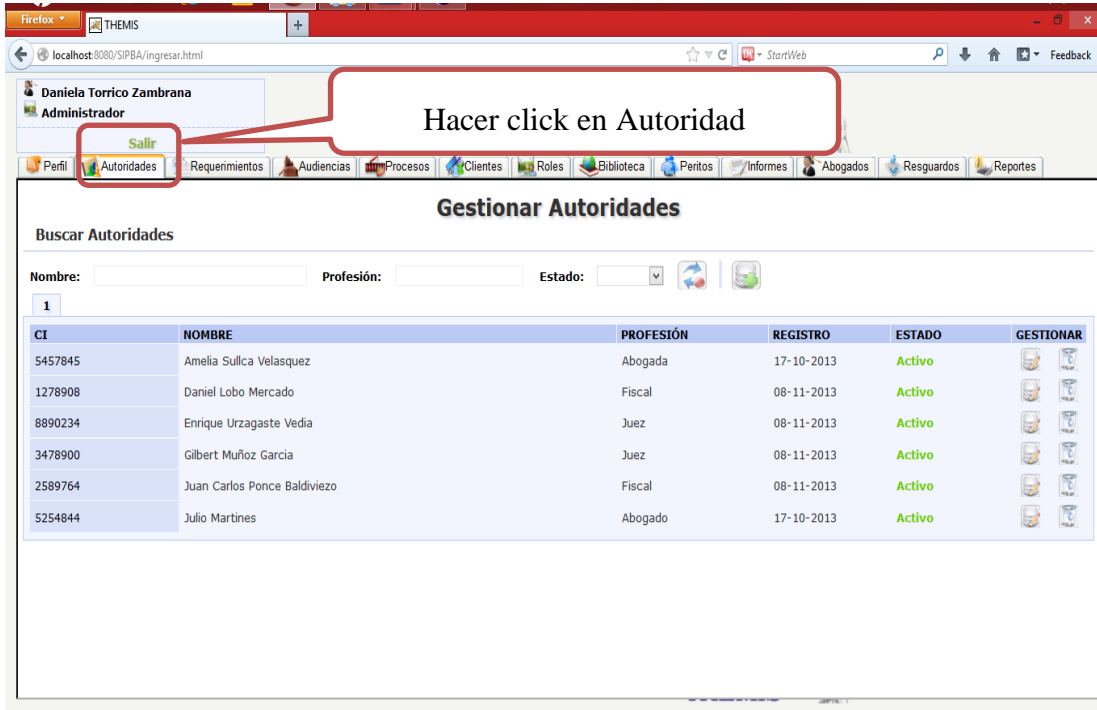 Firefox
THEMIS
+
localhost:8080/SIPBA/ingresar.html
StartWeb
Feedback
Daniela Torrico Zambrana
Administrador
Salir
Hacer click en Autoridad
Perfil Autoridades Requerimientos Audiencias Procesos Clientes Roles Biblioteca Peritos Informes Abogados Resguardos Reportes
Gestionar Autoridades
Buscar Autoridades
Nombre: Profesión: Estado:
1
CI NOMBRE PROFESIÓN REGISTRO ESTADO GESTIONAR
5457845 Amelia Sullca Velasquez Abogada 17-10-2013 Activo
1278908 Daniel Lobo Mercado Fiscal 08-11-2013 Activo
8890234 Enrique Urzagaste Vedia Juez 08-11-2013 Activo
3478900 Gilbert Muñoz Garcia Juez 08-11-2013 Activo
2589764 Juan Carlos Ponce Baldiviezo Fiscal 08-11-2013 Activo
5254844 Julio Martines Abogado 17-10-2013 Activo